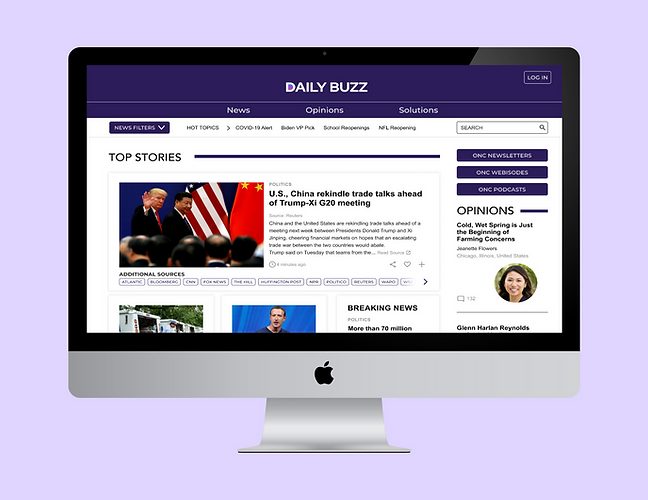 LOG IN
DAILY BUZZ
News Opinions Solutions
NEWS FILTERS HOT TOPICS COVID-19 Alert Biden VP Pick School Reopenings NFL Reopening SEARCH
TOP STORIES
POLITICS
U.S., China rekindle trade talks ahead
of Trump-Xi G20 meeting
Source: Reuters
China and the United States are rekindling trade talks ahead of a
meeting next week between Presidents Donald Trump and Xi
Jinping, cheering financial markets on hopes that an escalating
trade war between the two countries would abate.
Trump said on Tuesday that teams from the... Read Source
4 minutes ago
ADDITIONAL SOURCES
ATLANTIC BLOOMBERG CNN FOX NEWS THE HILL HUFFINGTON POST NPR POLITICO REUTERS WAPO
BREAKING NEWS
POLITICS
More than 70 million
ONC NEWSLETTERS
ONC WEBISODES
ONC PODCASTS
OPINIONS
Cold, Wet Spring is Just
the Beginning of
Farming Concerns
Jeanette Flowers
Chicago, Illinois, United States
132
Glenn Harlan Reynolds